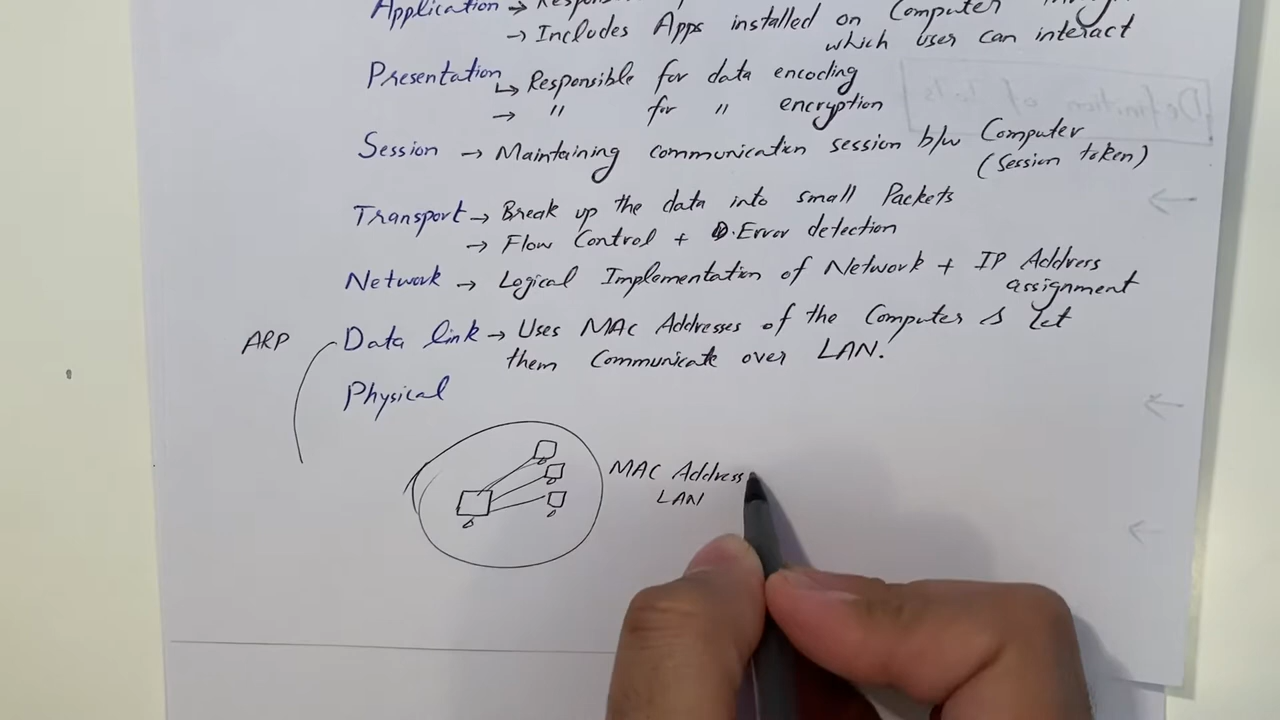 Application →
→ Includes Apps installed on Computer
which user can interact
Presentation ↳ Responsible for data encoding
→ " for " encryption
Session → Maintaining communication session b/w Computer
(Session token)
Transport → Break up the data into small Packets
→ Flow Control + Error detection
Network → Logical Implementation of Network + IP Address
assignment
ARP
Data link → Uses MAC Addresses of the Computer & Let
them Communicate over LAN.
Physical
MAC Address
LAN